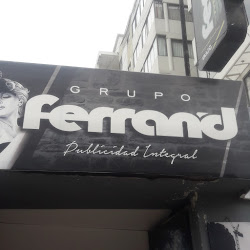 GRUPO
Ferrand
Publicidad Integral